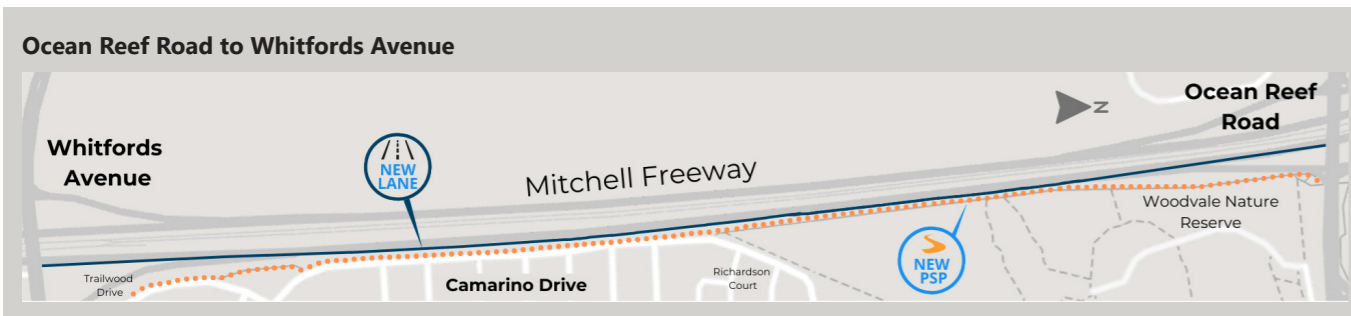 Ocean Reef Road to Whitfords Avenue
Whitfords
Avenue
NEW
LANE
Mitchell Freeway
N
Ocean Reef
Road
Woodvale Nature
Reserve
NEW
PSP
Richardson
Court
Camarino Drive
Trailwood
Drive